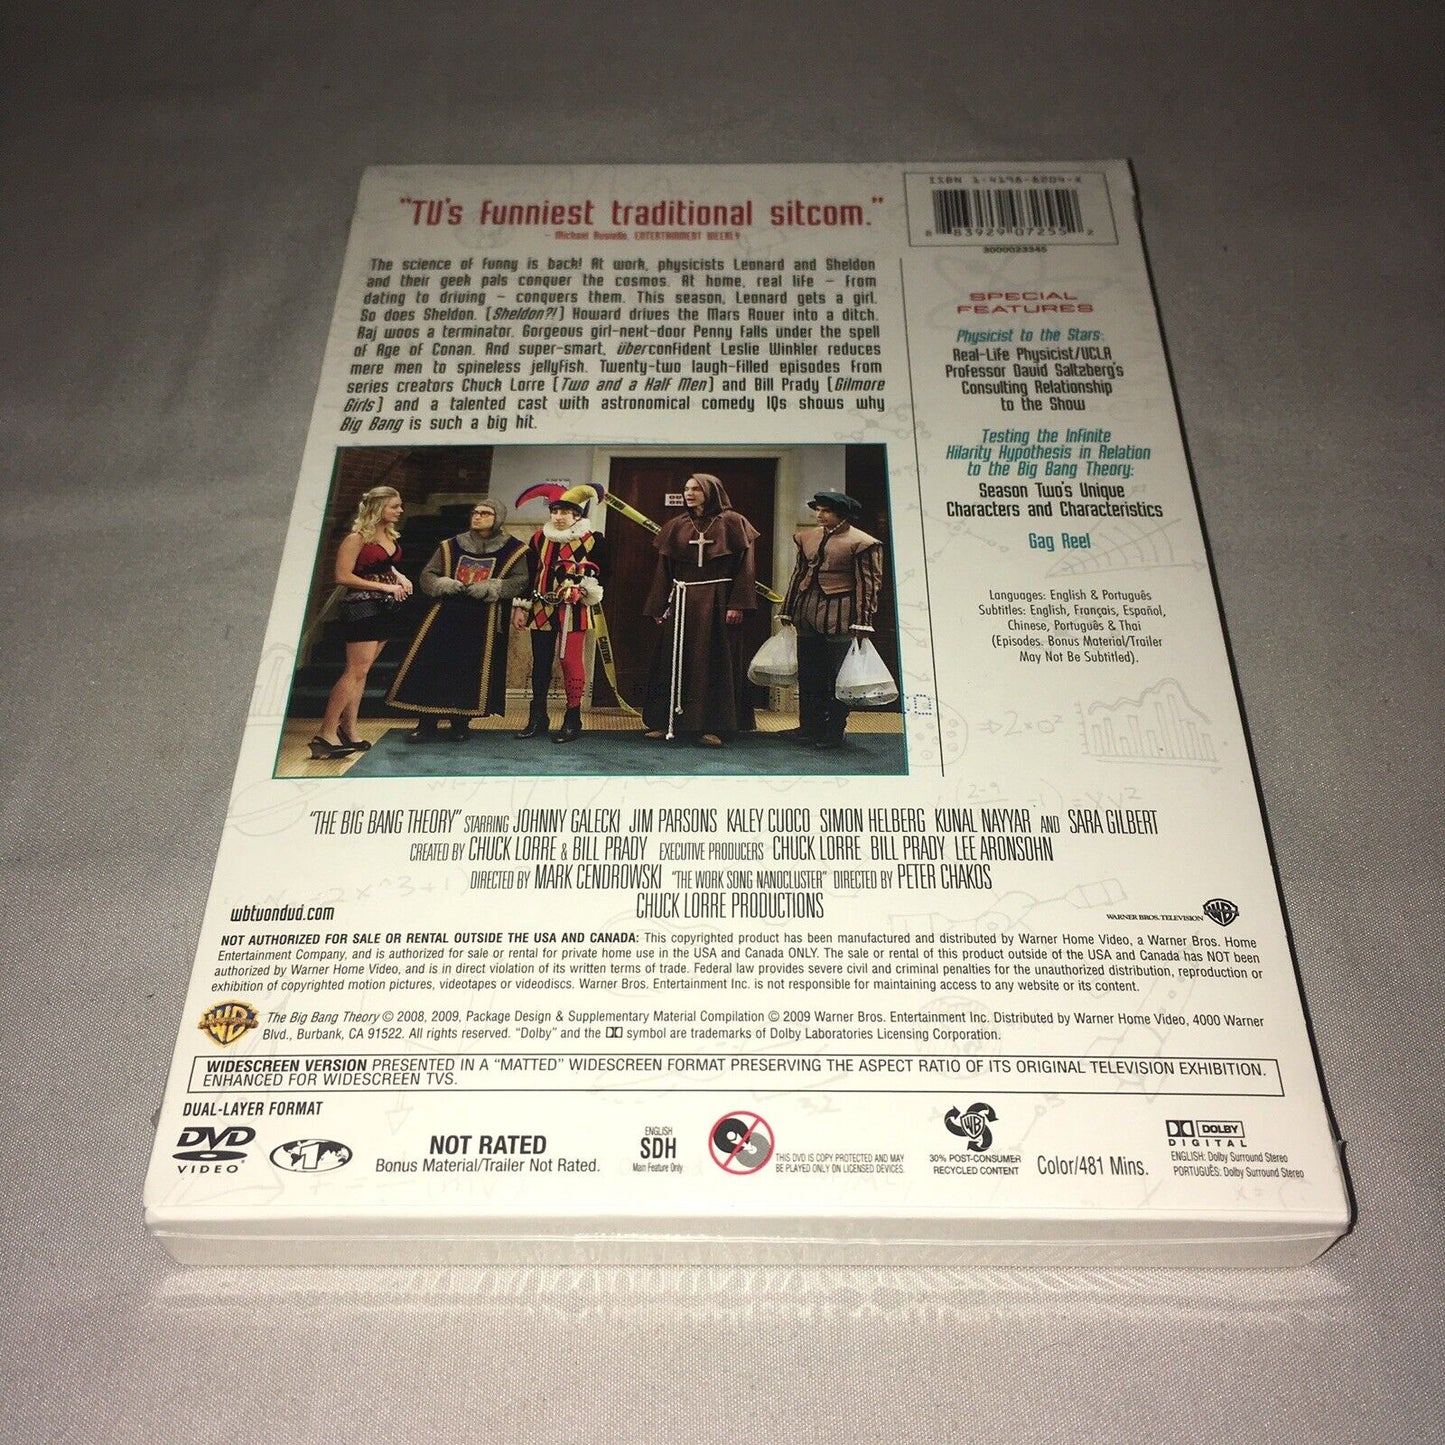 "TV's funniest traditional sitcom."
- Michael Ausiello, ENTERTAINMENT WEEKLY
The science of funny is back! At work, physicists Leonard and Sheldon
and their geek pals conquer the cosmos. At home, real life – from
dating to driving – conquers them. This season, Leonard gets a girl.
So does Sheldon. (Sheldon?!) Howard drives the Mars Rover into a ditch.
Raj woos a terminator. Gorgeous girl-next-door Penny falls under the spell
of Age of Conan. And super-smart, überconfident Leslie Winkler reduces
mere men to spineless jellyfish. Twenty-two laugh-filled episodes from
series creators Chuck Lorre (Two and a Half Men) and Bill Prady (Gilmore
Girls) and a talented cast with astronomical comedy IQs shows why
Big Bang is such a big hit.
ISBN 1-4198-8209-X
8 83929 07255 2
3000023345
SPECIAL
FEATURES
Physicist to the Stars:
Real-Life Physicist/UCLA
Professor David Saltzberg's
Consulting Relationship
to the Show
Testing the Infinite
Hilarity Hypothesis in Relation
to the Big Bang Theory:
Season Two's Unique
Characters and Characteristics
Gag Reel
Languages: English & Português
Subtitles: English, Français, Español,
Chinese, Português & Thai
(Episodes. Bonus Material/Trailer
May Not Be Subtitled).
"THE BIG BANG THEORY" STARRING JOHNNY GALECKI JIM PARSONS KALEY CUOCO SIMON HELBERG KUNAL NAYYAR AND SARA GILBERT
CREATED BY CHUCK LORRE & BILL PRADY EXECUTIVE PRODUCERS CHUCK LORRE BILL PRADY LEE ARONSOHN
DIRECTED BY MARK CENDROWSKI "THE WORK SONG NANOCLUSTER" DIRECTED BY PETER CHAKOS
CHUCK LORRE PRODUCTIONS
wbtvondvd.com
WARNER BROS. TELEVISION WB
NOT AUTHORIZED FOR SALE OR RENTAL OUTSIDE THE USA AND CANADA: This copyrighted product has been manufactured and distributed by Warner Home Video, a Warner Bros. Home
Entertainment Company, and is authorized for sale or rental for private home use in the USA and Canada ONLY. The sale or rental of this product outside of the USA and Canada has NOT been
authorized by Warner Home Video, and is in direct violation of its written terms of trade. Federal law provides severe civil and criminal penalties for the unauthorized distribution, reproduction or
exhibition of copyrighted motion pictures, videotapes or videodiscs. Warner Bros. Entertainment Inc. is not responsible for maintaining access to any website or its content.
WB
The Big Bang Theory © 2008, 2009, Package Design & Supplementary Material Compilation © 2009 Warner Bros. Entertainment Inc. Distributed by Warner Home Video, 4000 Warner
Blvd., Burbank, CA 91522. All rights reserved. "Dolby" and the symbol are trademarks of Dolby Laboratories Licensing Corporation.
WIDESCREEN VERSION PRESENTED IN A "MATTED" WIDESCREEN FORMAT PRESERVING THE ASPECT RATIO OF ITS ORIGINAL TELEVISION EXHIBITION.
ENHANCED FOR WIDESCREEN TVS.
DUAL-LAYER FORMAT
DVD
VIDEO
1
NOT RATED
Bonus Material/Trailer Not Rated.
ENGLISH
SDH
Main Feature Only
THIS DVD IS COPY PROTECTED AND MAY
BE PLAYED ONLY ON LICENSED DEVICES.
WB
30% POST-CONSUMER
RECYCLED CONTENT
Color/481 Mins.
DOLBY
DIGITAL
ENGLISH: Dolby Surround Stereo
PORTUGUÊS: Dolby Surround Stereo